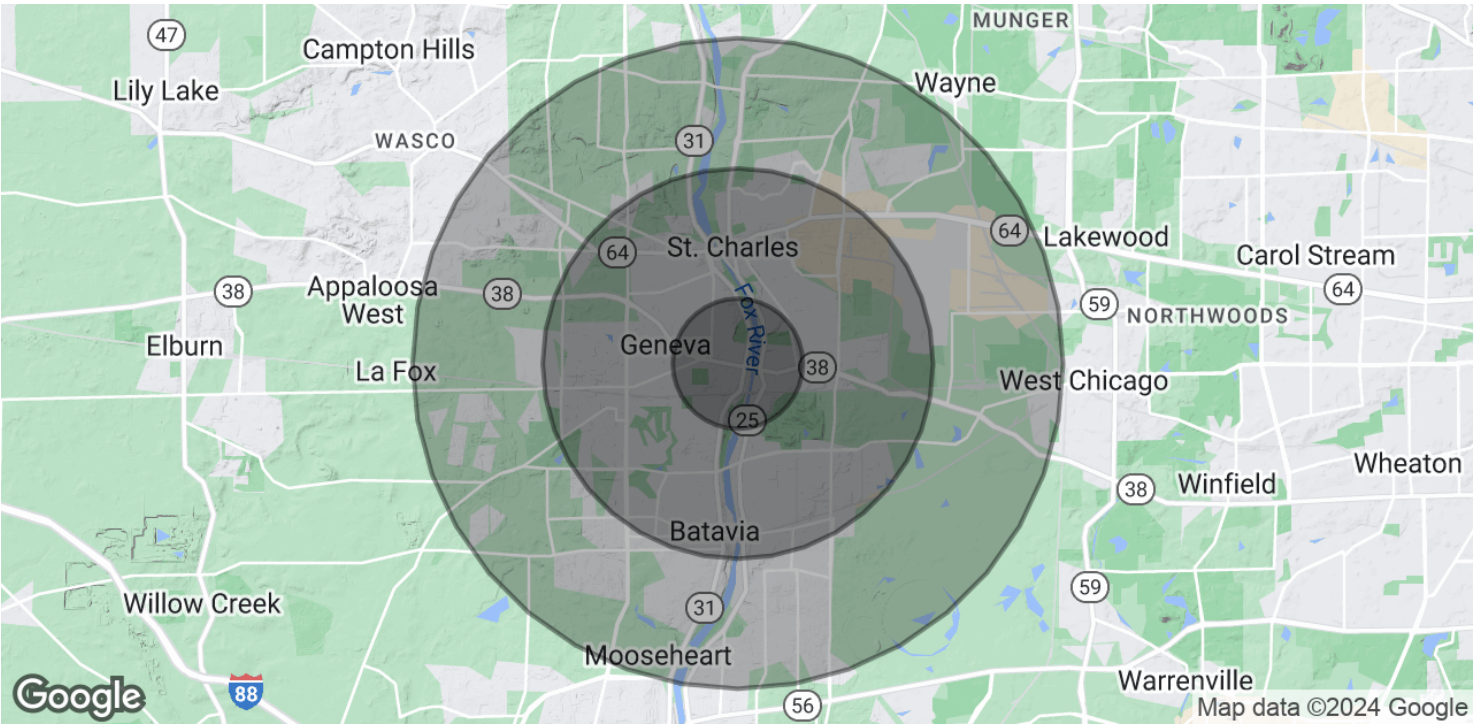 MUNGER
47
Campton Hills
Lily Lake
Wayne
WASCO
31
64
Lakewood
64
St. Charles
Carol Stream
64
38
Appaloosa
West
38
59
NORTHWOODS
Fox River
Elburn
Geneva
La Fox
38
West Chicago
25
Wheaton
Winfield
38
Batavia
59
Willow Creek
31
Mooseheart
Warrenville
88
Google
56
Map data ©2024 Google